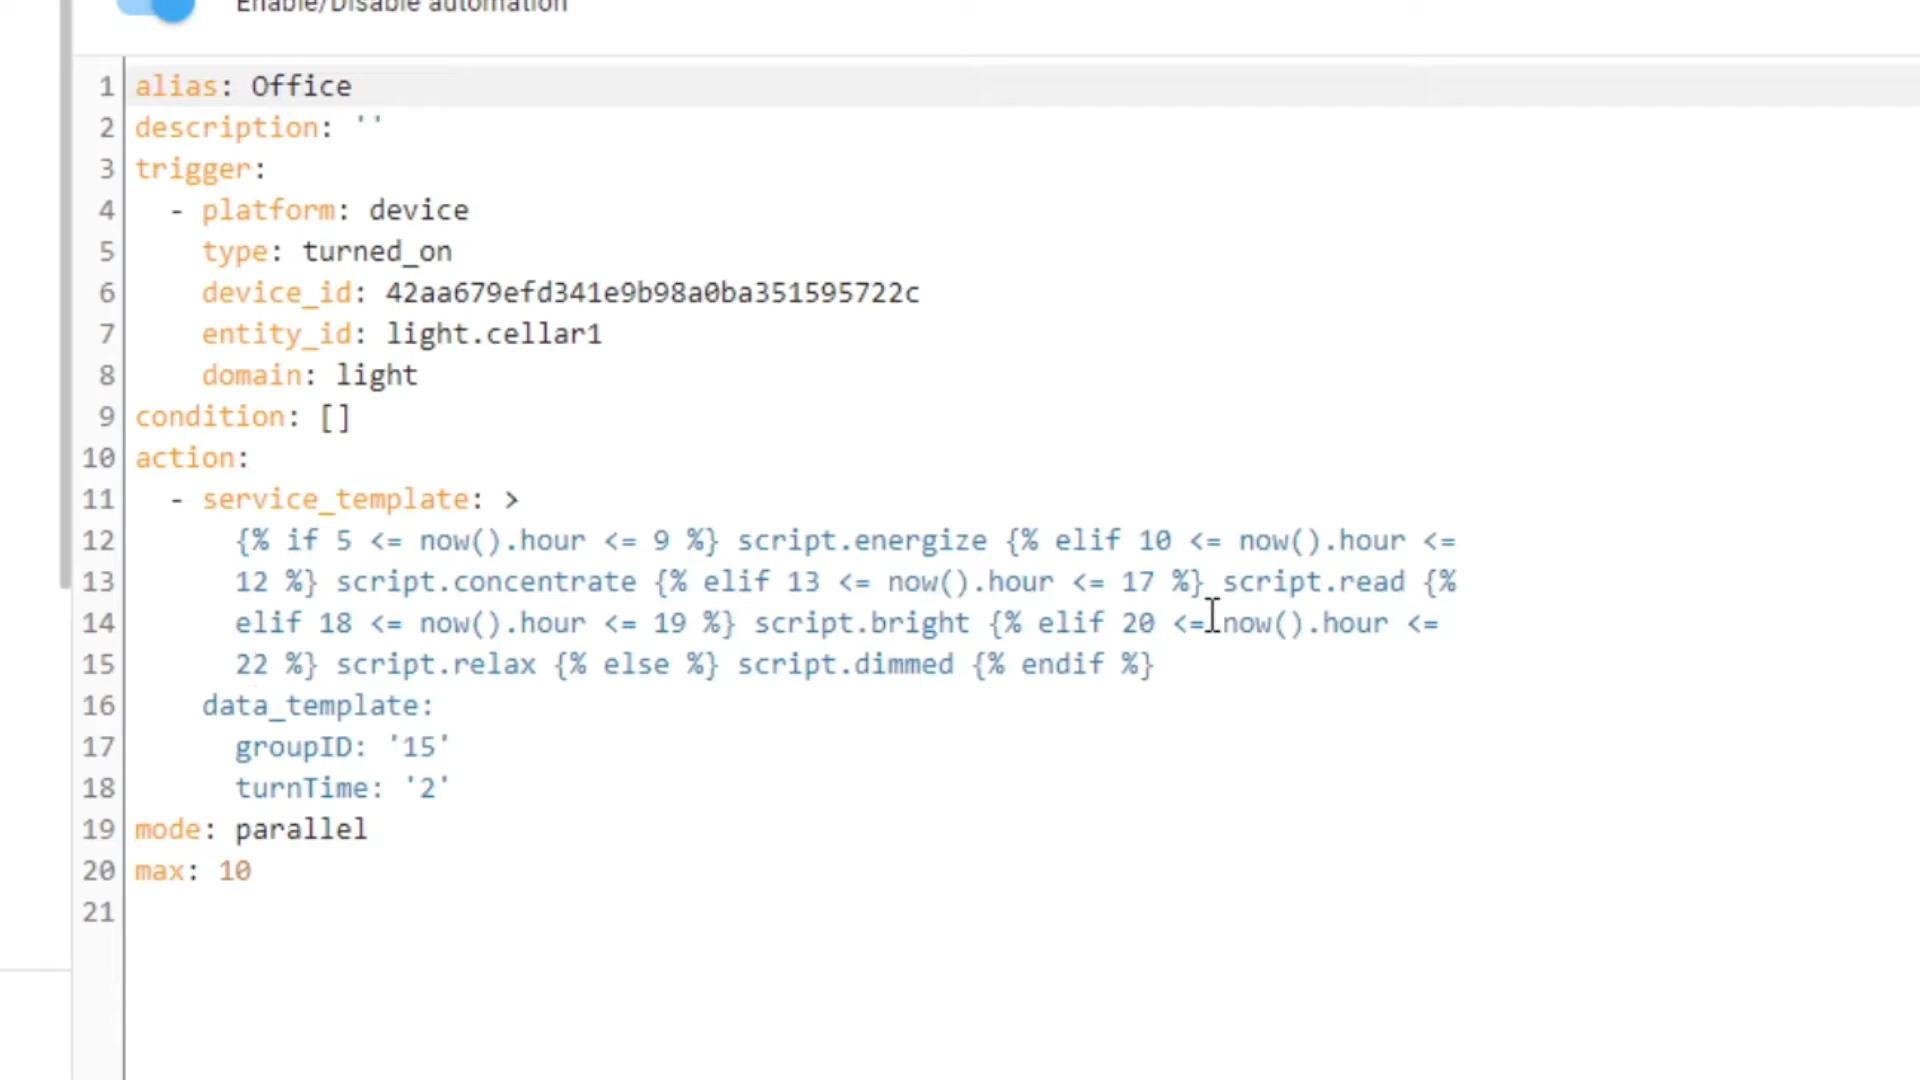 Enable/Disable automation
1 alias: Office
2 description: ''
3 trigger:
4 - platform: device
5 type: turned_on
6 device_id: 42aa679efd341e9b98a0ba351595722c
7 entity_id: light.cellar1
8 domain: light
9 condition: []
10 action:
11 - service_template: >
12 {% if 5 <= now().hour <= 9 %} script.energize {% elif 10 <= now().hour <=
13 12 %} script.concentrate {% elif 13 <= now().hour <= 17 %} script.read {%
14 elif 18 <= now().hour <= 19 %} script.bright {% elif 20 <= now().hour <=
15 22 %} script.relax {% else %} script.dimmed {% endif %}
16 data_template:
17 groupID: '15'
18 turnTime: '2'
19 mode: parallel
20 max: 10
21